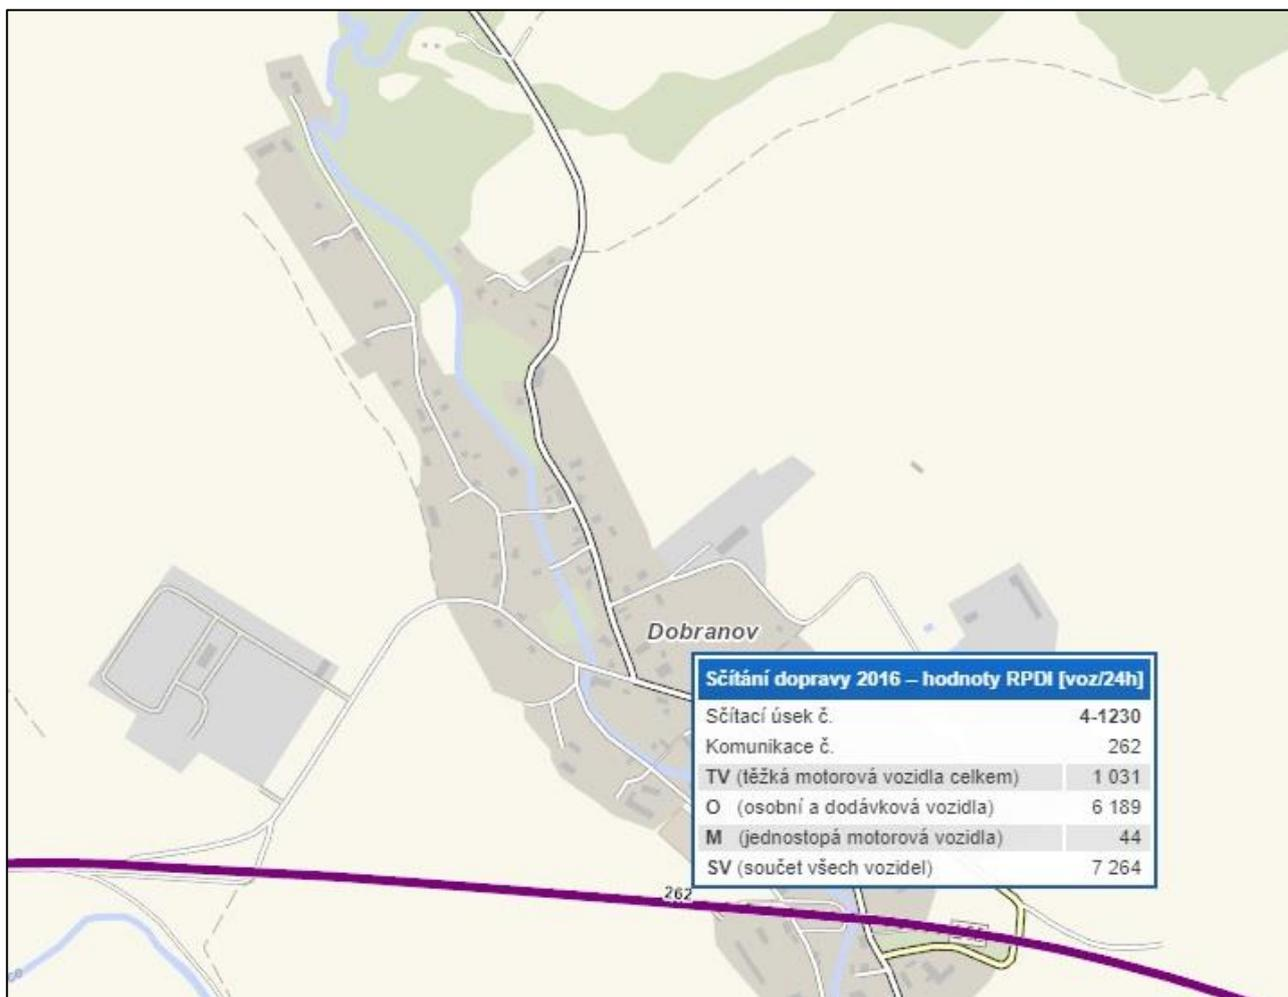 Dobranov
Sčítání dopravy 2016 – hodnoty RPDI [voz/24h]
Sčítací úsek č. 4-1230
Komunikace č. 262
TV (těžká motorová vozidla celkem) 1 031
O (osobní a dodávková vozidla) 6 189
M (jednostopá motorová vozidla) 44
SV (součet všech vozidel) 7 264
262